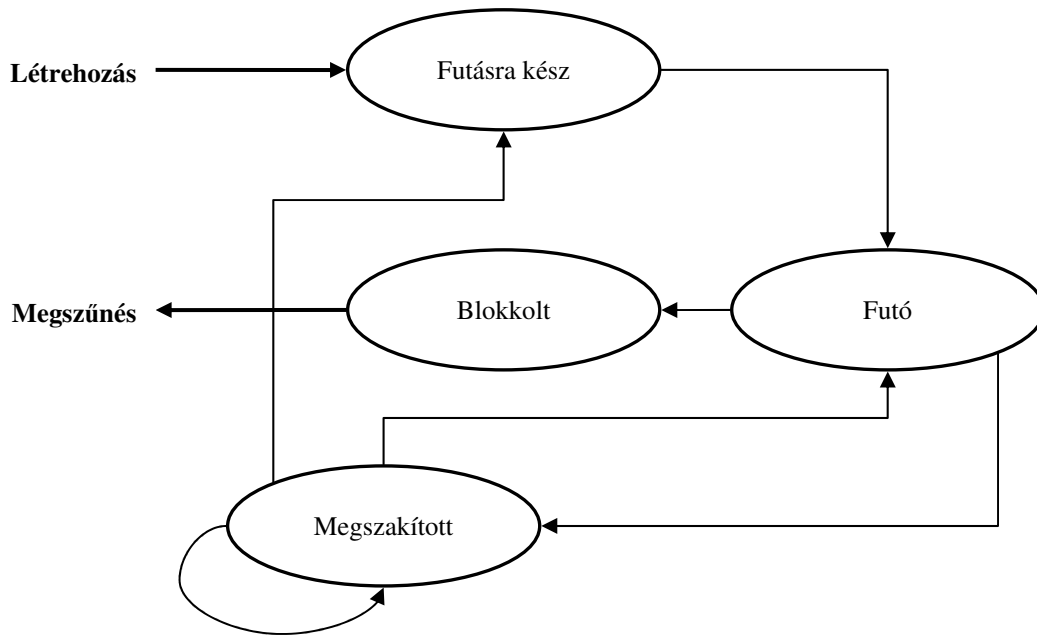 Létrehozás
Futásra kész
Megszűnés
Blokkolt
Futó
Megszakított